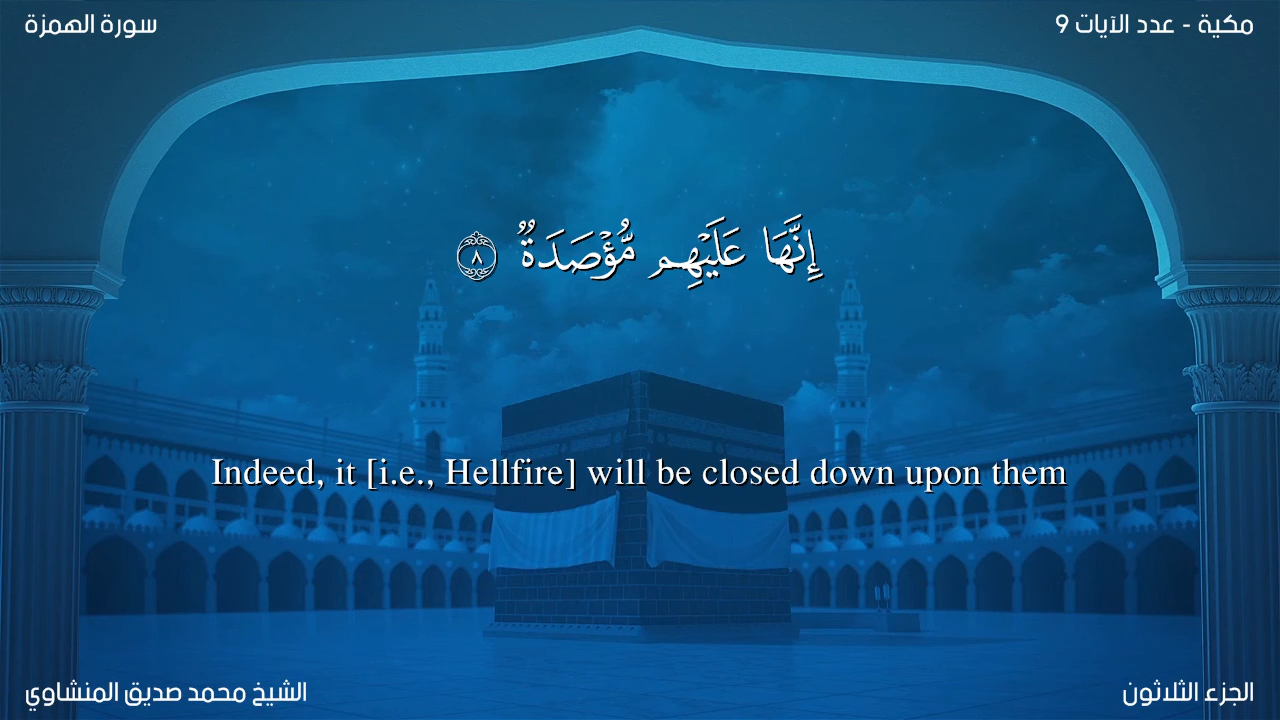 مكية - عدد الآيات 9
سورة الهمزة
إِنَّهَا عَلَيْهِم مُّؤْصَدَةٌ ٨
Indeed, it [i.e., Hellfire] will be closed down upon them
الجزء الثلاثون
الشيخ محمد صديق المنشاوي